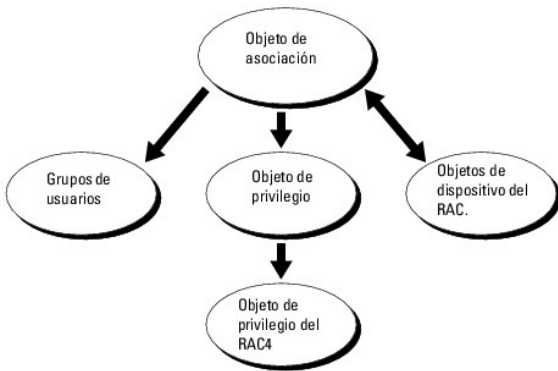 Objeto de
asociación
Grupos de
usuarios
Objeto de
privilegio
Objetos de
dispositivo del
RAC.
Objeto de
privilegio del
RAC4